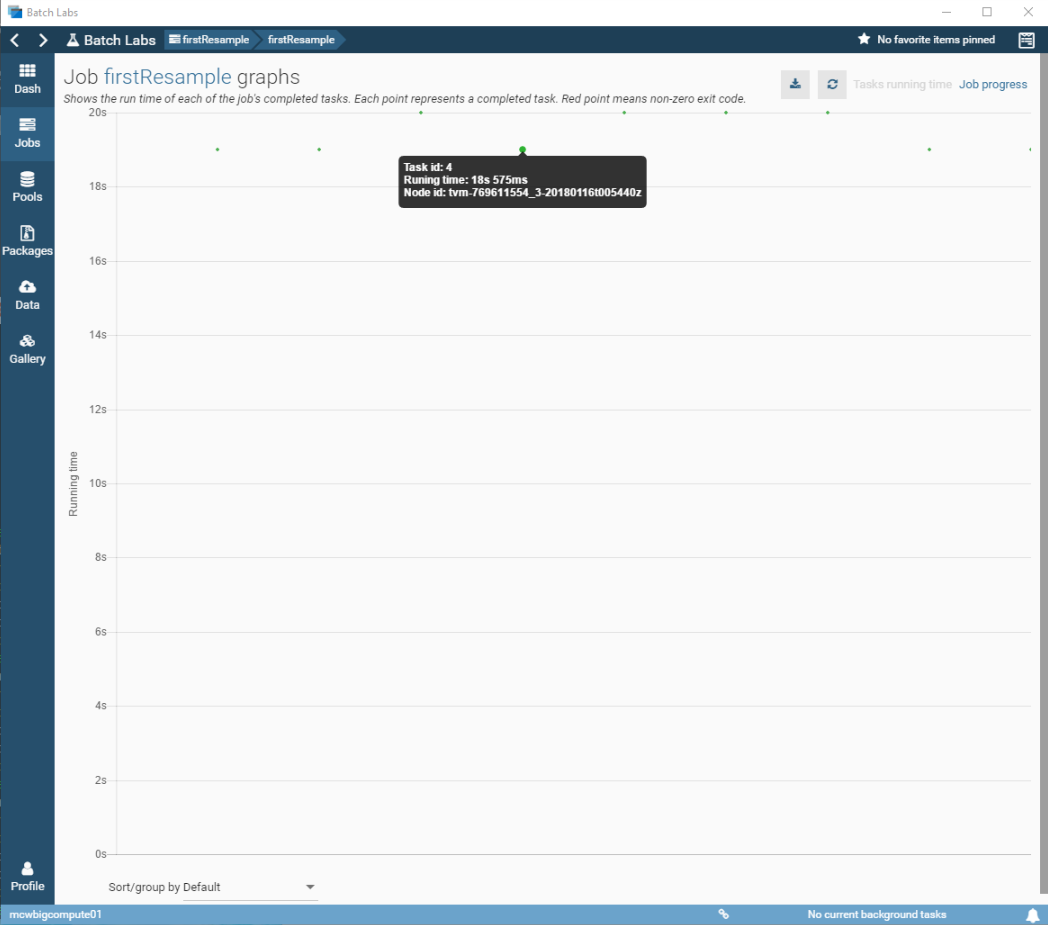 Batch Labs
Batch Labs firstResample firstResample No favorite items pinned
Dash
Jobs
Pools
Packages
Data
Gallery
Profile
Job firstResample graphs
Shows the run time of each of the job's completed tasks. Each point represents a completed task. Red point means non-zero exit code.
Tasks running time Job progress
20s
18s
16s
14s
12s
10s
8s
6s
4s
2s
0s
Running time
Task id: 4
Runing time: 18s 575ms
Node id: tvm-769611554_3-20180116t005440z
Sort/group by Default
mcwbigcompute01 No current background tasks